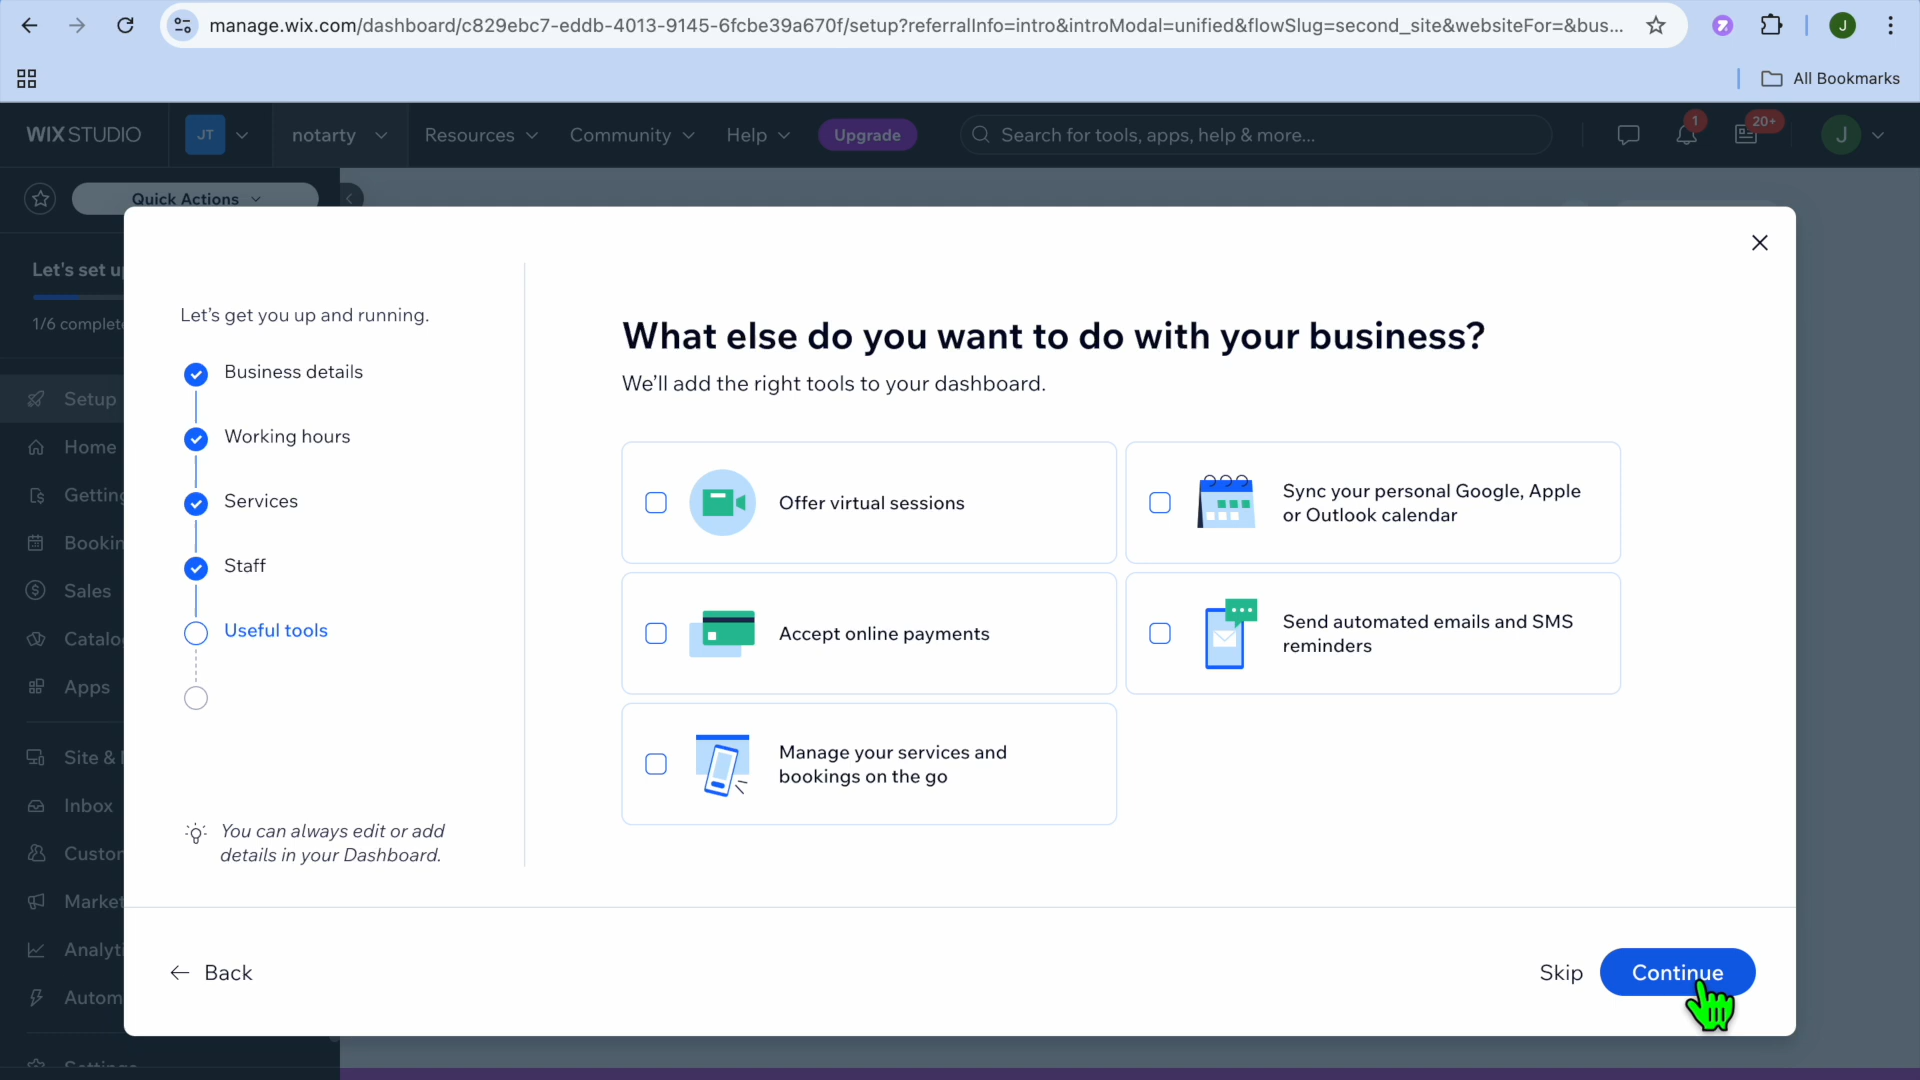 manage.wix.com/dashboard/c829ebc7-eddb-4013-9145-6fcbe39a670f/setup?referralInfo=intro&introModal=unified&flowSlug=second_site&websiteFor=&bus...
J
All Bookmarks
WIX STUDIO
JT
notarty
Resources
Community
Help
Upgrade
Search for tools, apps, help & more...
1
20+
J
Quick Actions
Let's set u
1/6 complete
Setup
Home
Getting
Bookin
Sales
Catalo
Apps
Site &
Inbox
Custor
Market
Analyti
Autom
Settings
Let's get you up and running.
Business details
Working hours
Services
Staff
Useful tools
You can always edit or add
details in your Dashboard.
What else do you want to do with your business?
We'll add the right tools to your dashboard.
Offer virtual sessions
Sync your personal Google, Apple
or Outlook calendar
Accept online payments
Send automated emails and SMS
reminders
Manage your services and
bookings on the go
Back
Skip
Continue